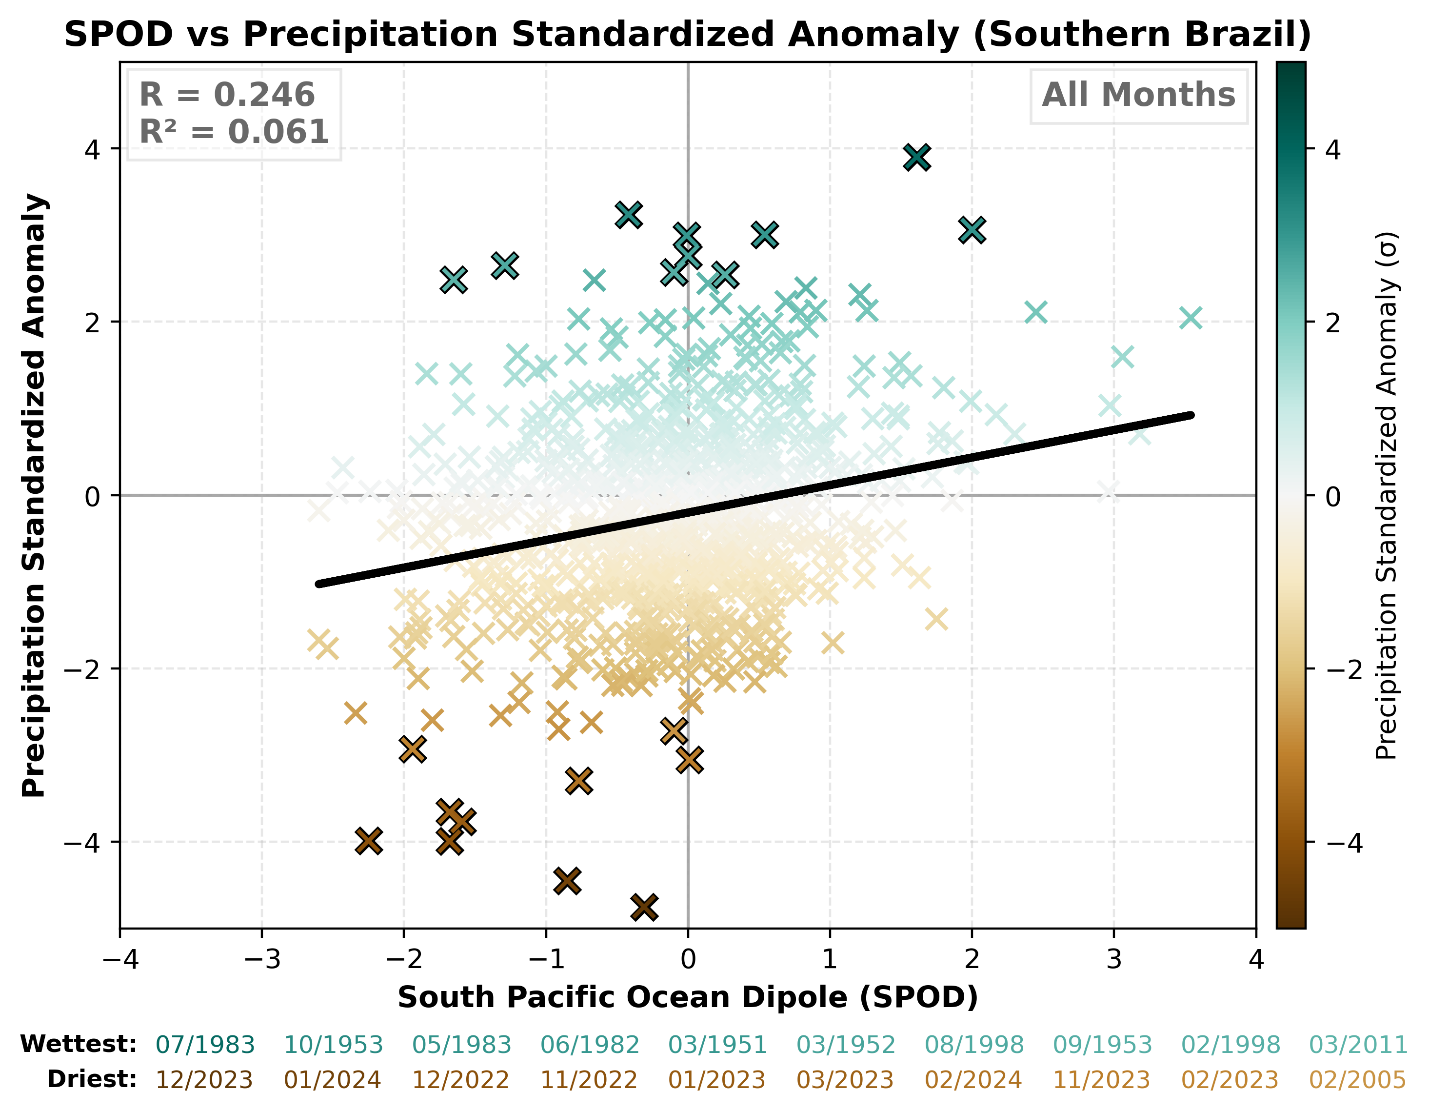 SPOD vs Precipitation Standardized Anomaly (Southern Brazil)
R = 0.246
R² = 0.061
All Months
Precipitation Standardized Anomaly
4
2
0
−2
−4
−4 −3 −2 −1 0 1 2 3 4
South Pacific Ocean Dipole (SPOD)
4
2
0
−2
−4
Precipitation Standardized Anomaly (σ)
Wettest: 07/1983 10/1953 05/1983 06/1982 03/1951 03/1952 08/1998 09/1953 02/1998 03/2011
Driest: 12/2023 01/2024 12/2022 11/2022 01/2023 03/2023 02/2024 11/2023 02/2023 02/2005